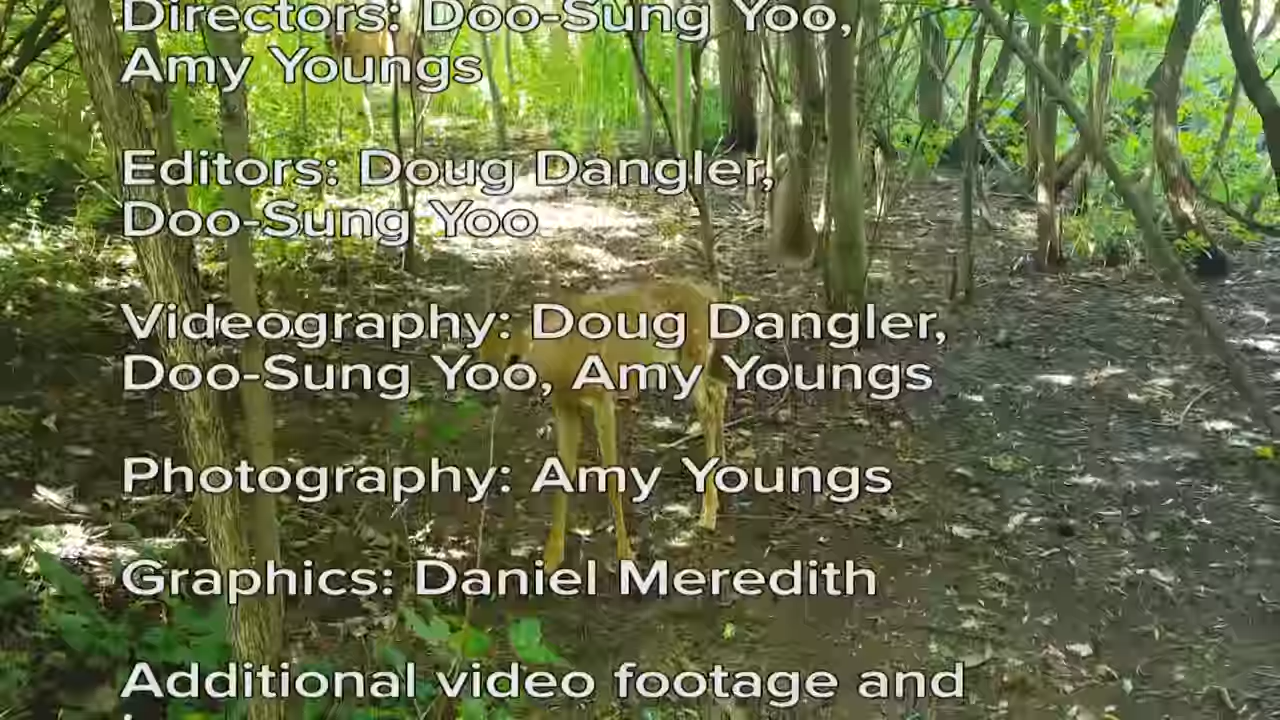 Directors: Doo-Sung Yoo,
Amy Youngs
Editors: Doug Dangler,
Doo-Sung Yoo
Videography: Doug Dangler,
Doo-Sung Yoo, Amy Youngs
Photography: Amy Youngs
Graphics: Daniel Meredith
Additional video footage and